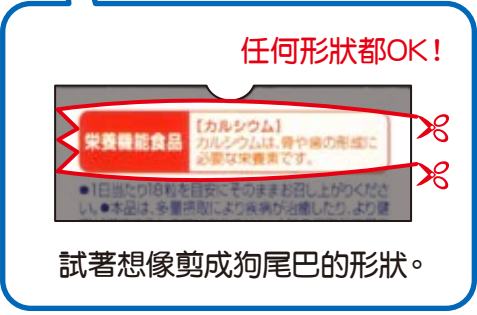 任何形狀都OK！
栄養機能食品
【カルシウム】
カルシウムは、骨や歯の形成に
必要な栄養素です。
●1日当たり18粒を目安にそのままお召し上がりくださ
い。●本品は、多量摂取により疾病が治癒したり、より健
試著想像剪成狗尾巴的形狀。